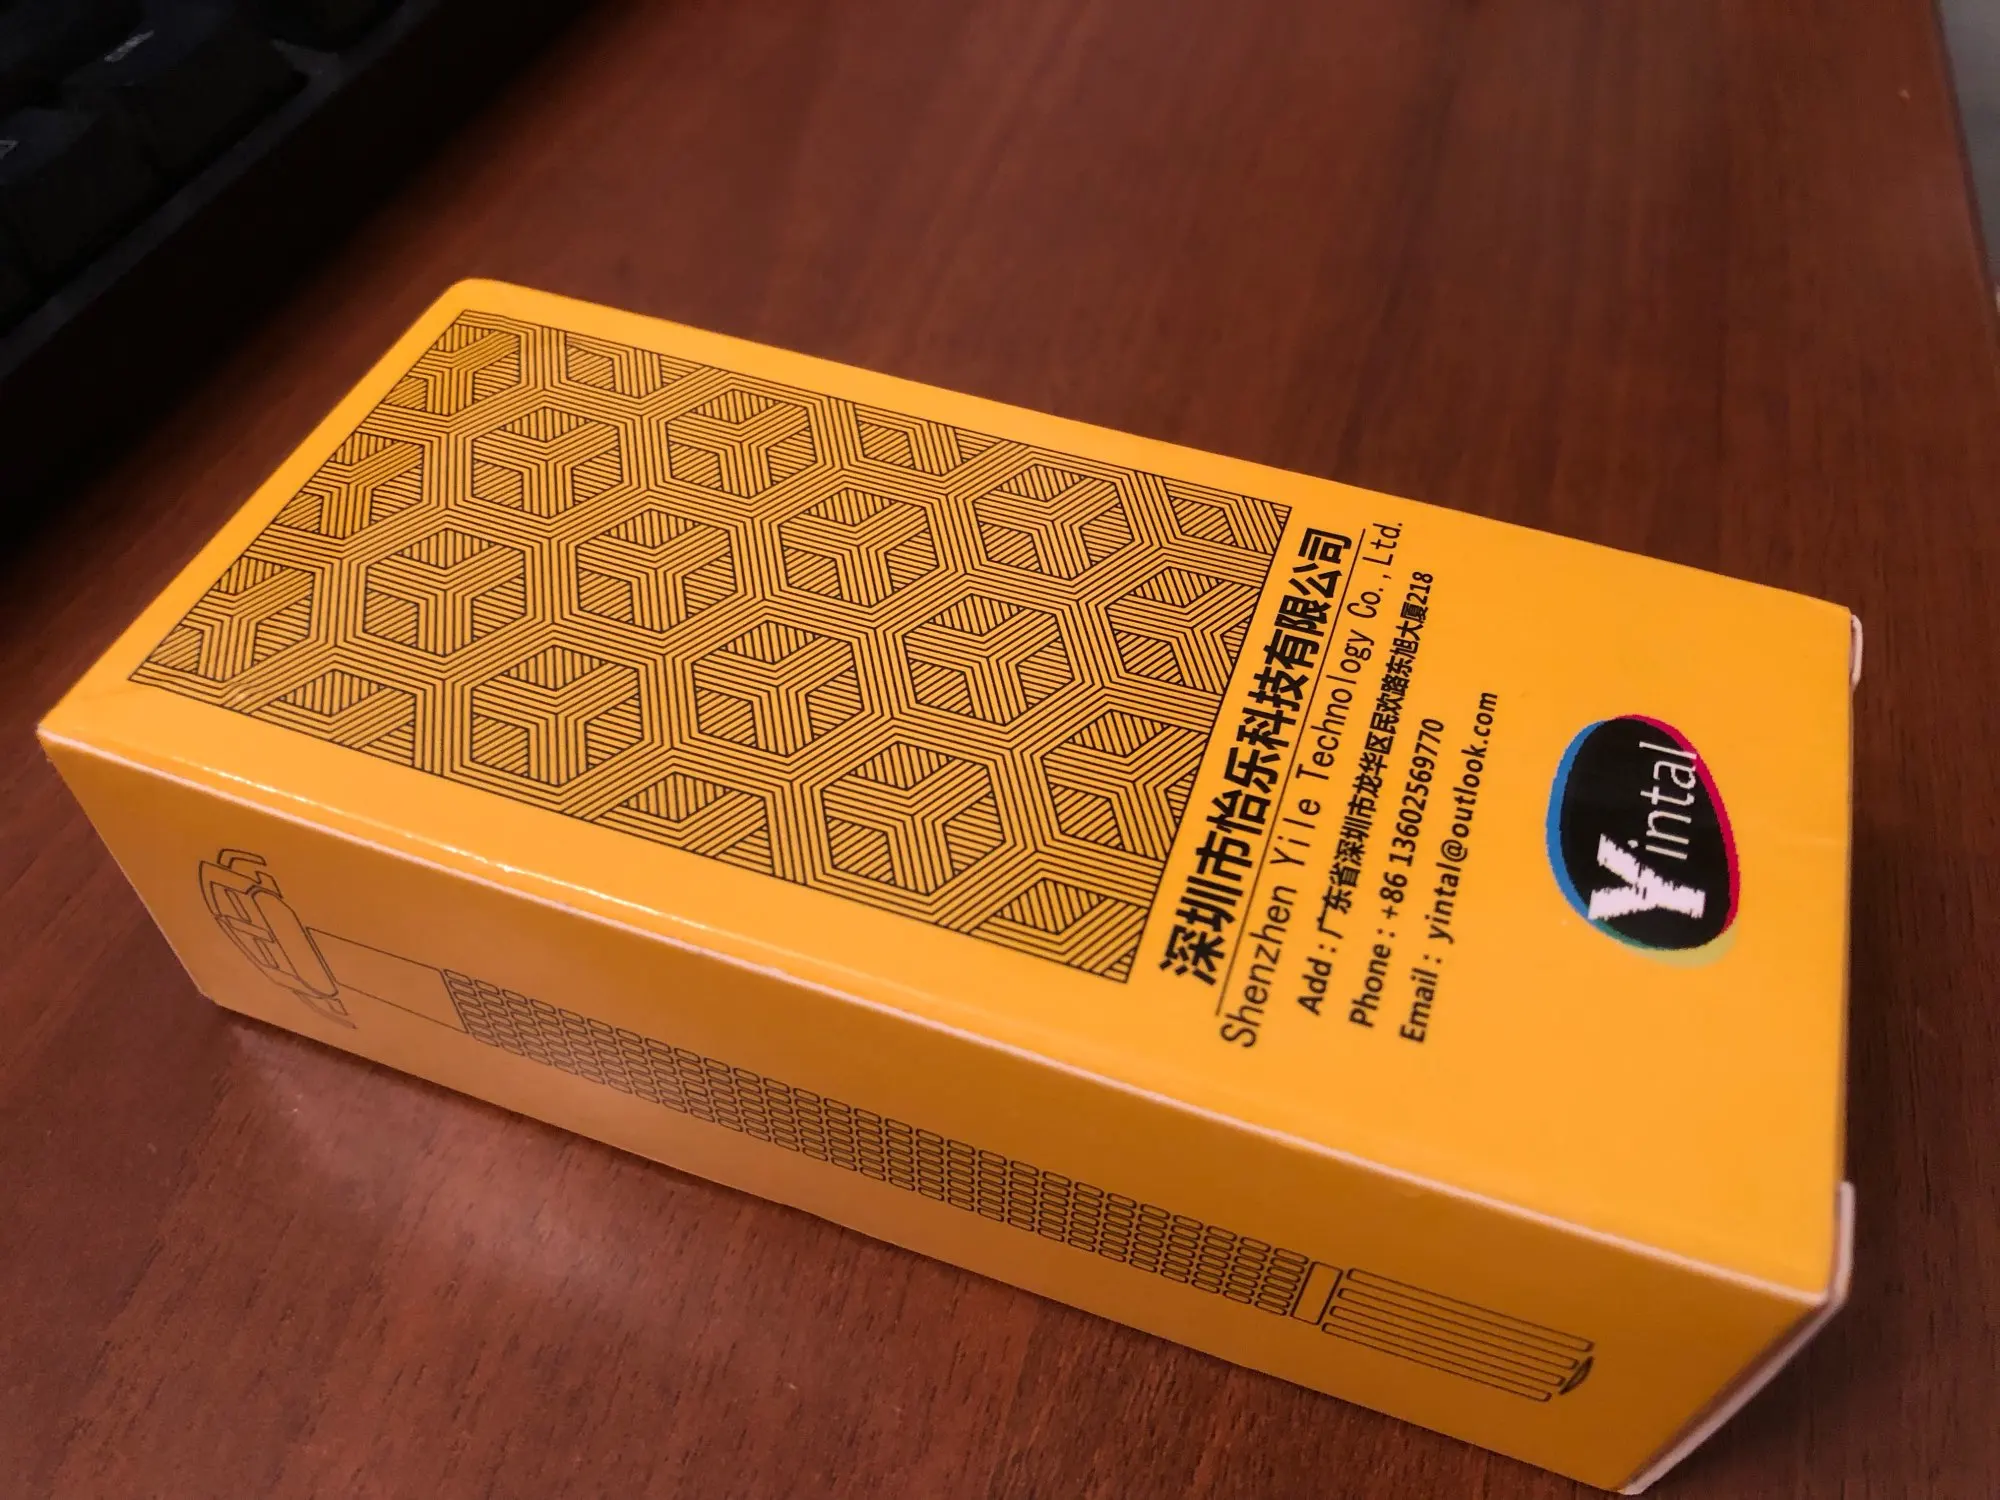 深圳市怡乐科技有限公司
Shenzhen Yile Technology Co.,Ltd.
Add：广东省深圳市龙华区民欢路东旭大厦218
Phone：+86 13602569770
Email：yintal@outlook.com
Yintal